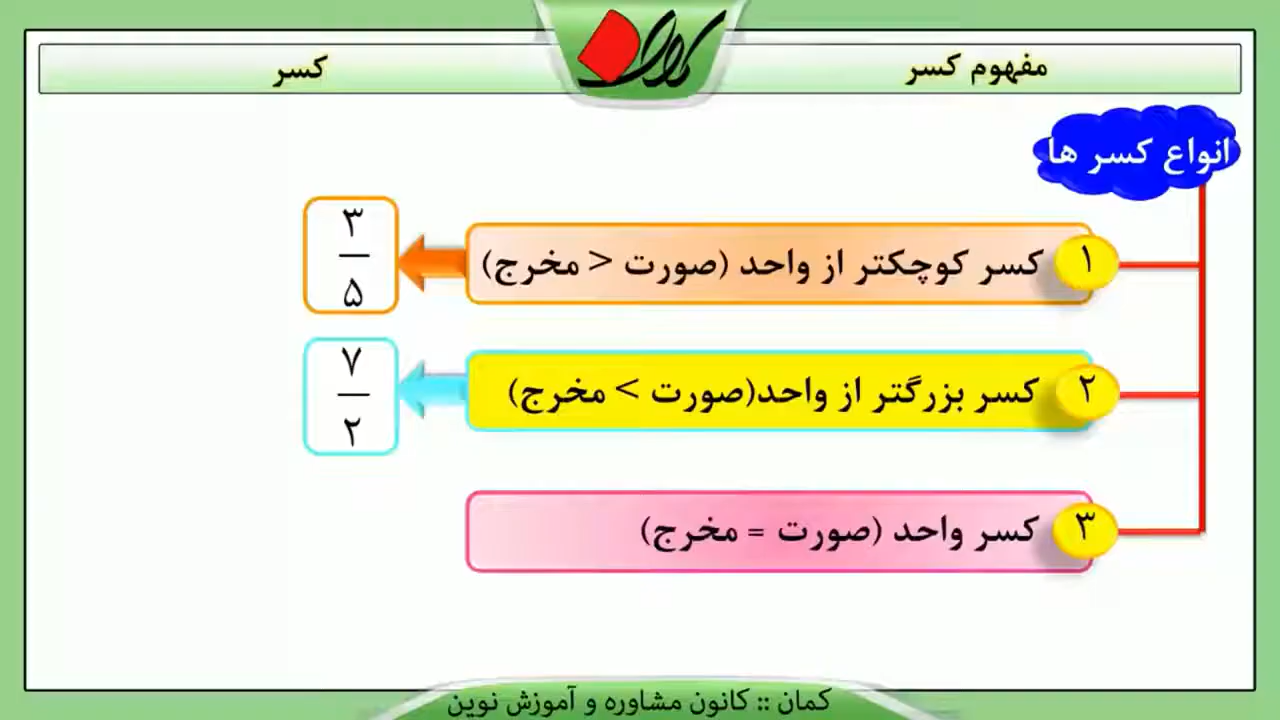 مفهوم کسر
کمان
کسر
انواع کسر ها
۱ کسر کوچکتر از واحد (صورت < مخرج)
۳
۵
۲ کسر بزرگتر از واحد(صورت > مخرج)
۷
۲
۳ کسر واحد (صورت = مخرج)
کمان :: کانون مشاوره و آموزش نوین